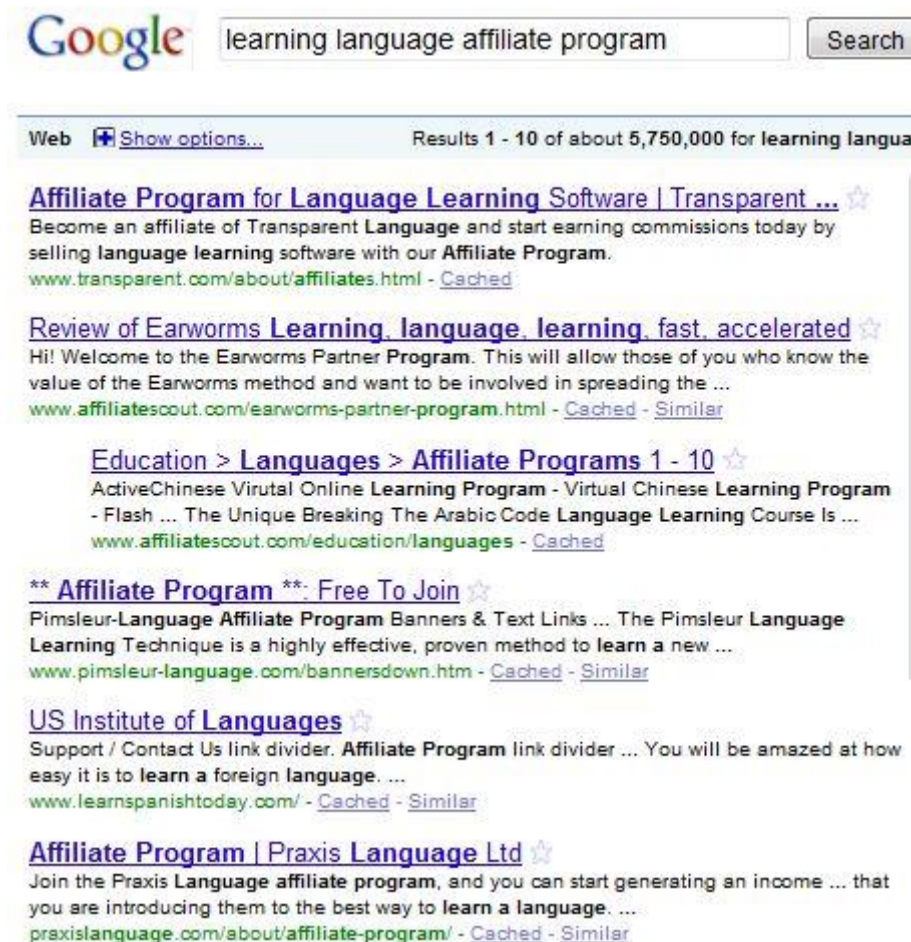 Google learning language affiliate program Search
Web Show options... Results 1 - 10 of about 5,750,000 for learning langua
Affiliate Program for Language Learning Software | Transparent ...
Become an affiliate of Transparent Language and start earning commissions today by
selling language learning software with our Affiliate Program.
www.transparent.com/about/affiliates.html - Cached
Review of Earworms Learning, language, learning, fast, accelerated
Hi! Welcome to the Earworms Partner Program. This will allow those of you who know the
value of the Earworms method and want to be involved in spreading the ...
www.affiliatescout.com/earworms-partner-program.html - Cached - Similar
Education > Languages > Affiliate Programs 1 - 10
ActiveChinese Virutal Online Learning Program - Virtual Chinese Learning Program
- Flash ... The Unique Breaking The Arabic Code Language Learning Course Is ...
www.affiliatescout.com/education/languages - Cached
** Affiliate Program **: Free To Join
Pimsleur-Language Affiliate Program Banners & Text Links ... The Pimsleur Language
Learning Technique is a highly effective, proven method to learn a new ...
www.pimsleur-language.com/bannersdown.htm - Cached - Similar
US Institute of Languages
Support / Contact Us link divider. Affiliate Program link divider ... You will be amazed at how
easy it is to learn a foreign language. ...
www.learnspanishtoday.com/ - Cached - Similar
Affiliate Program | Praxis Language Ltd
Join the Praxis Language affiliate program, and you can start generating an income ... that
you are introducing them to the best way to learn a language. ...
praxislanguage.com/about/affiliate-program/ - Cached - Similar